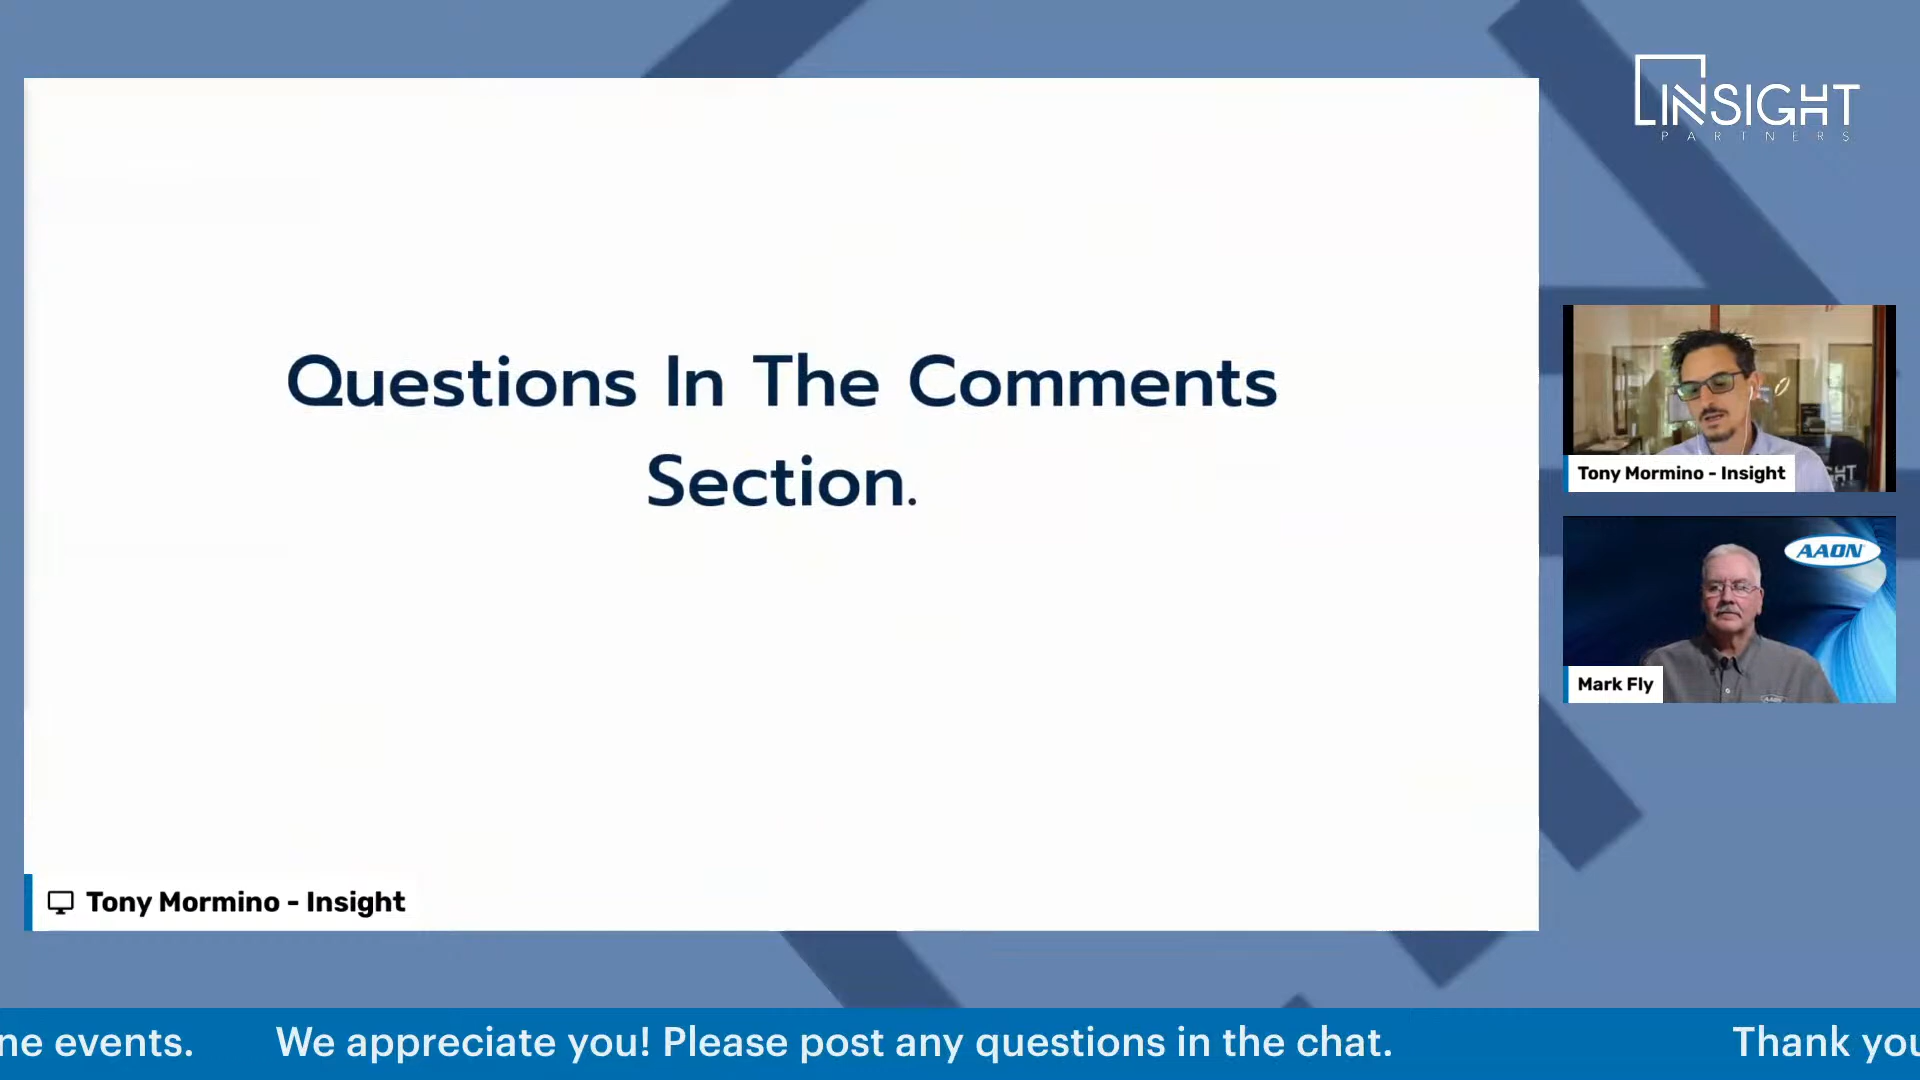 INSIGHT
PARTNERS
Questions In The Comments
Section.
Tony Mormino - Insight
AAON
Mark Fly
Tony Mormino - Insight
ne events. We appreciate you! Please post any questions in the chat. Thank you